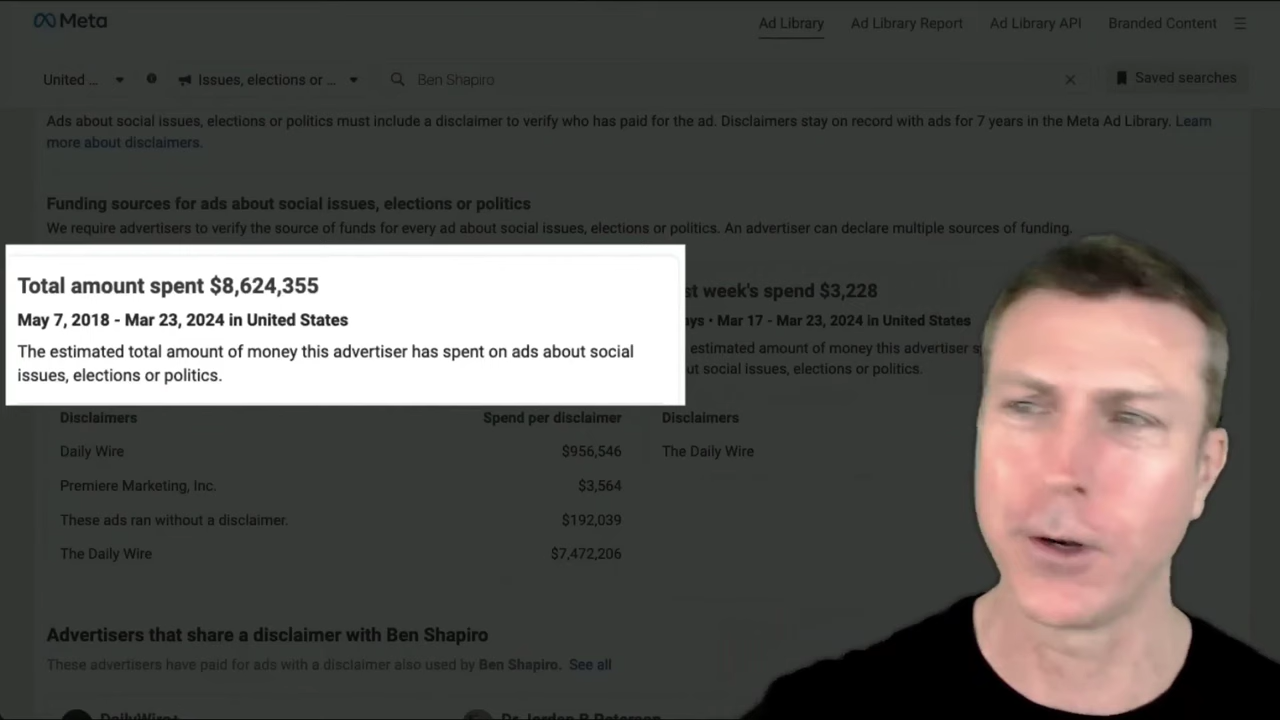 Meta
Ad Library
Ad Library Report
Ad Library API
Branded Content
United ...
Issues, elections or ...
Ben Shapiro
Saved searches
Ads about social issues, elections or politics must include a disclaimer to verify who has paid for the ad. Disclaimers stay on record with ads for 7 years in the Meta Ad Library. Learn
more about disclaimers.
Funding sources for ads about social issues, elections or politics
We require advertisers to verify the source of funds for every ad about social issues, elections or politics. An advertiser can declare multiple sources of funding.
Total amount spent $8,624,355
May 7, 2018 - Mar 23, 2024 in United States
The estimated total amount of money this advertiser has spent on ads about social
issues, elections or politics.
week's spend $3,228
• Mar 17 - Mar 23, 2024 in United States
estimated amount of money this advertiser
social issues, elections or politics.
Disclaimers
Spend per disclaimer
Daily Wire
$956,546
Premiere Marketing, Inc.
$3,564
These ads ran without a disclaimer.
$192,039
The Daily Wire
$7,472,206
Disclaimers
The Daily Wire
Advertisers that share a disclaimer with Ben Shapiro
These advertisers have paid for ads with a disclaimer also used by Ben Shapiro. See all
DailyWire+
Dr. Jordan B Peterson